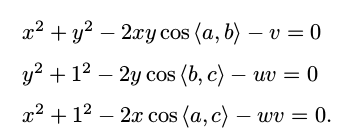 x² + y² − 2xy cos ⟨a, b⟩ − v = 0
y² + 1² − 2y cos ⟨b, c⟩ − uv = 0
x² + 1² − 2x cos ⟨a, c⟩ − wv = 0.